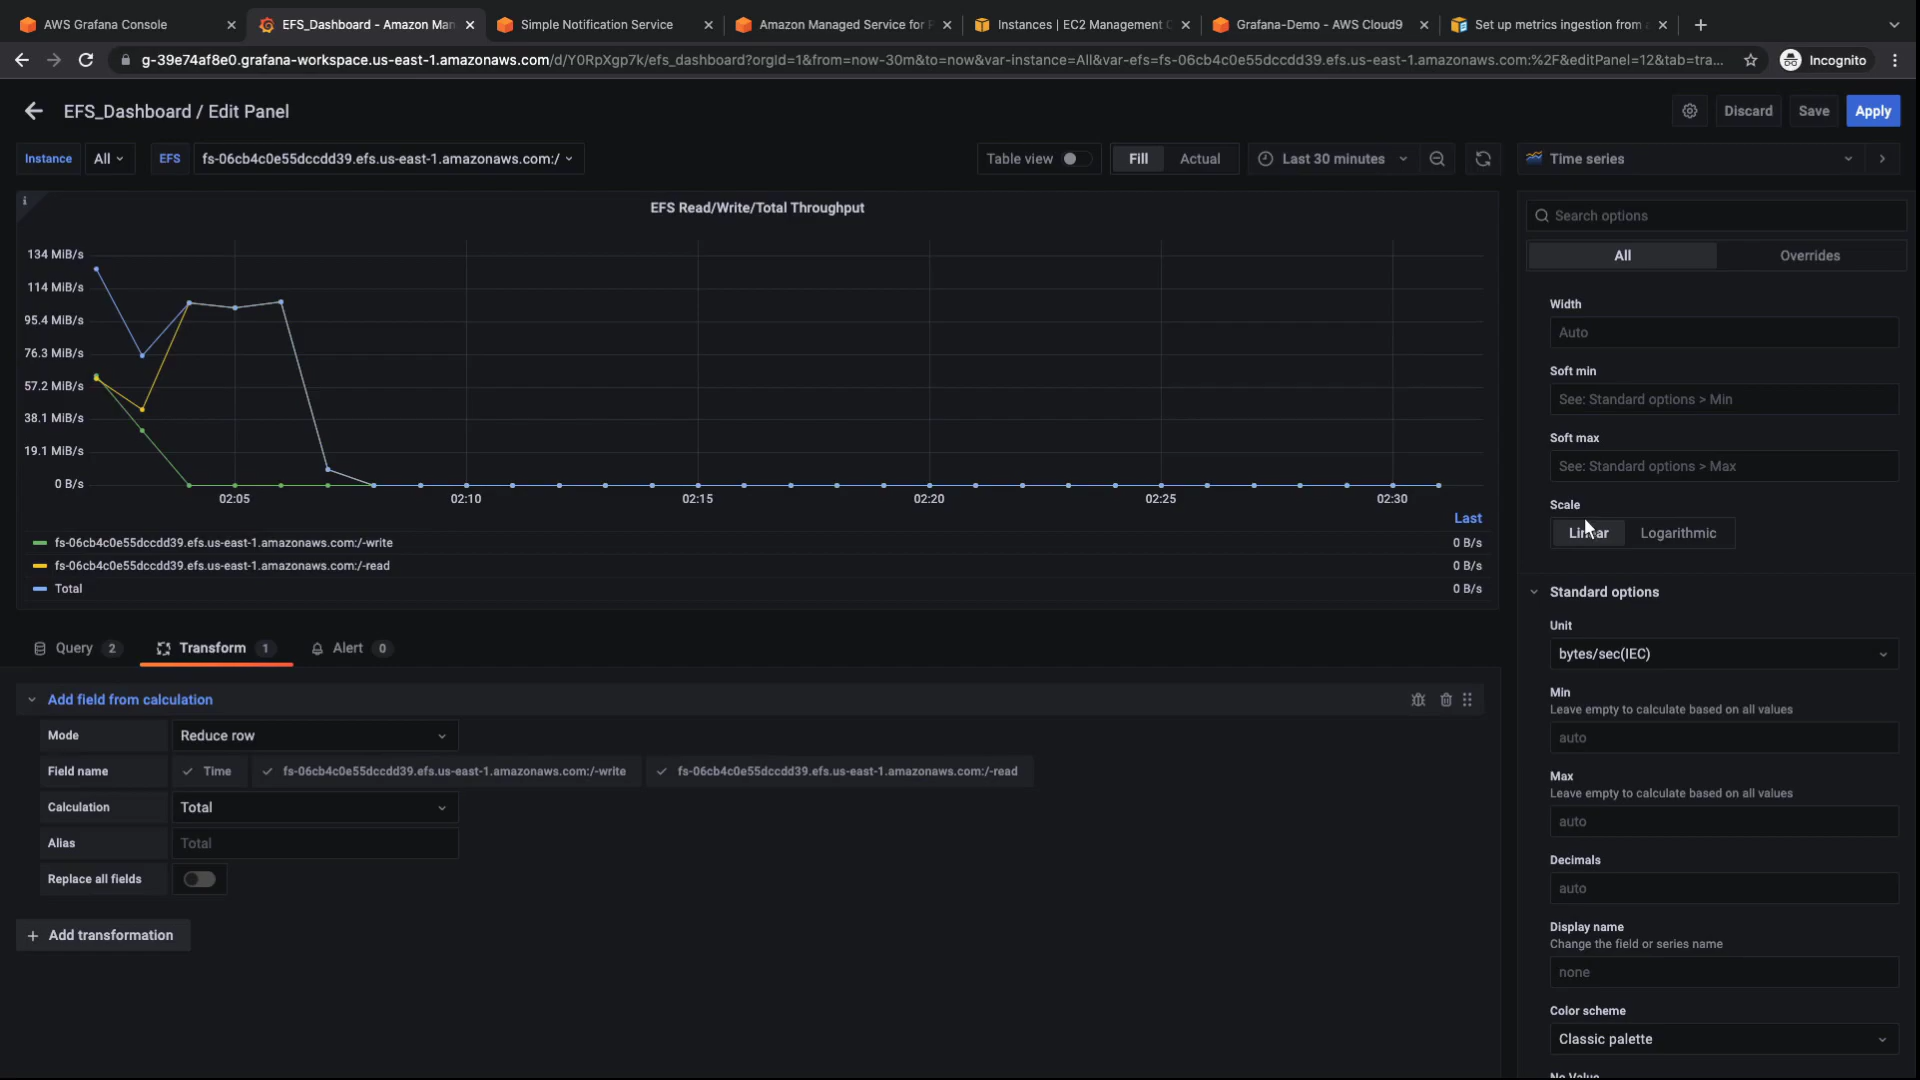 AWS Grafana Console
EFS_Dashboard - Amazon Man
Simple Notification Service
Amazon Managed Service for P
Instances | EC2 Management C
Grafana-Demo - AWS Cloud9
Set up metrics ingestion from
g-39e74af8e0.grafana-workspace.us-east-1.amazonaws.com/d/Y0RpXgp7k/efs_dashboard?orgId=1&from=now-30m&to=now&var-instance=All&var-efs=fs-06cb4c0e55dccdd39.efs.us-east-1.amazonaws.com:%2F&editPanel=12&tab=tra...
Incognito
EFS_Dashboard / Edit Panel
Discard
Save
Apply
Instance
All
EFS
fs-06cb4c0e55dccdd39.efs.us-east-1.amazonaws.com:/
Table view
Fill
Actual
Last 30 minutes
Time series
i
EFS Read/Write/Total Throughput
134 MiB/s
114 MiB/s
95.4 MiB/s
76.3 MiB/s
57.2 MiB/s
38.1 MiB/s
19.1 MiB/s
0 B/s
02:05
02:10
02:15
02:20
02:25
02:30
Last
fs-06cb4c0e55dccdd39.efs.us-east-1.amazonaws.com:/-write 0 B/s
fs-06cb4c0e55dccdd39.efs.us-east-1.amazonaws.com:/-read 0 B/s
Total 0 B/s
Query 2
Transform 1
Alert 0
Add field from calculation
Mode Reduce row
Field name Time fs-06cb4c0e55dccdd39.efs.us-east-1.amazonaws.com:/-write fs-06cb4c0e55dccdd39.efs.us-east-1.amazonaws.com:/-read
Calculation Total
Alias Total
Replace all fields
+ Add transformation
Search options
All
Overrides
Width
Auto
Soft min
See: Standard options > Min
Soft max
See: Standard options > Max
Scale
Linear
Logarithmic
Standard options
Unit
bytes/sec(IEC)
Min
Leave empty to calculate based on all values
auto
Max
Leave empty to calculate based on all values
auto
Decimals
auto
Display name
Change the field or series name
none
Color scheme
Classic palette
No Value